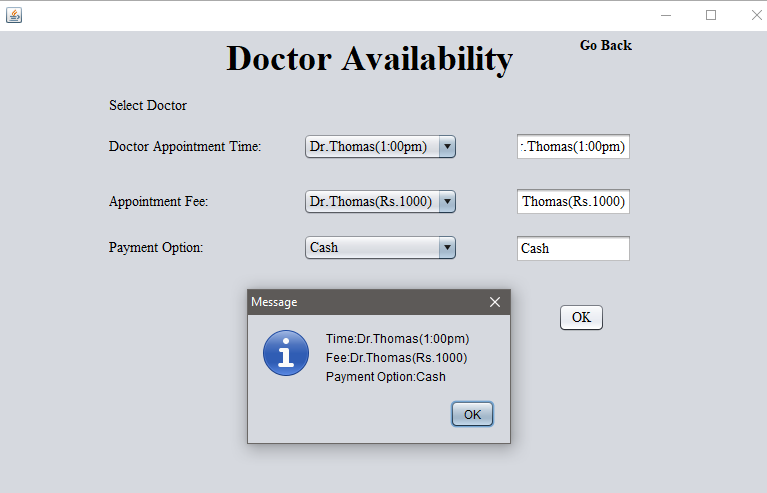 Go Back
Doctor Availability
Select Doctor
Doctor Appointment Time: Dr.Thomas(1:00pm) .Thomas(1:00pm)
Appointment Fee: Dr.Thomas(Rs.1000) Thomas(Rs.1000)
Payment Option: Cash Cash
OK
Message
Time:Dr.Thomas(1:00pm)
Fee:Dr.Thomas(Rs.1000)
Payment Option:Cash
OK